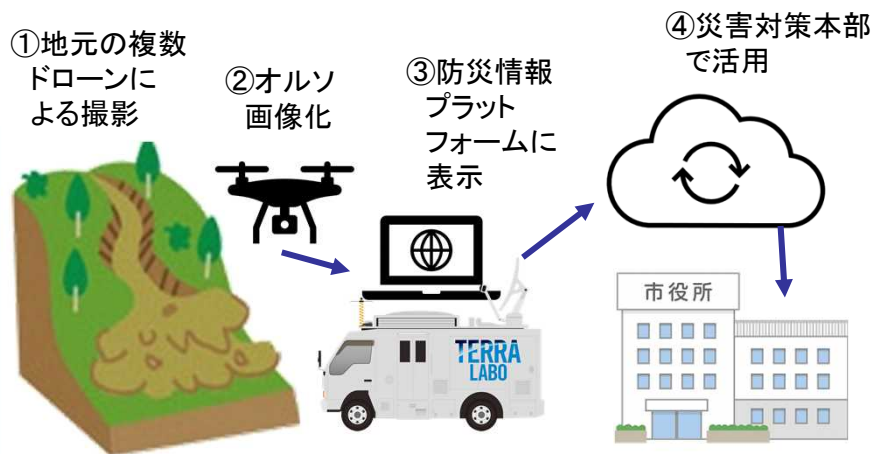 ①地元の複数
ドローンに
よる撮影
②オルソ
画像化
③防災情報
プラット
フォームに
表示
④災害対策本部
で活用
市役所
TERRA
LABO